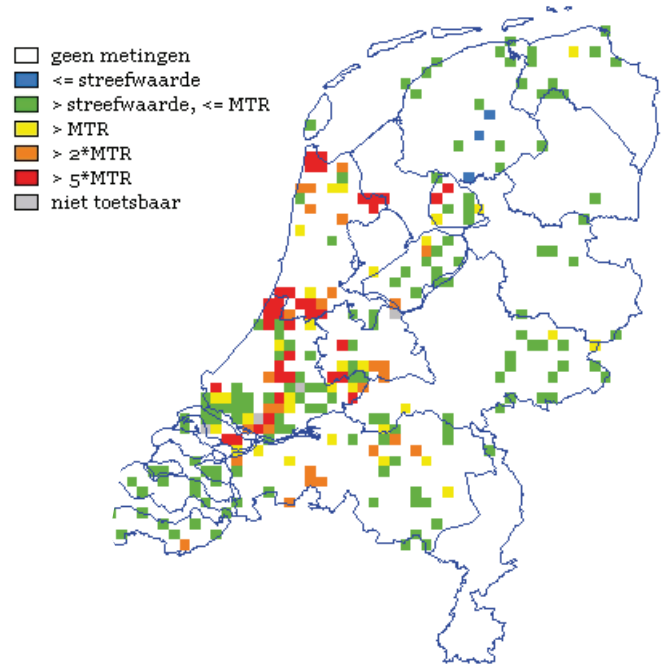 geen metingen
<= streefwaarde
> streefwaarde, <= MTR
> MTR
> 2*MTR
> 5*MTR
niet toetsbaar